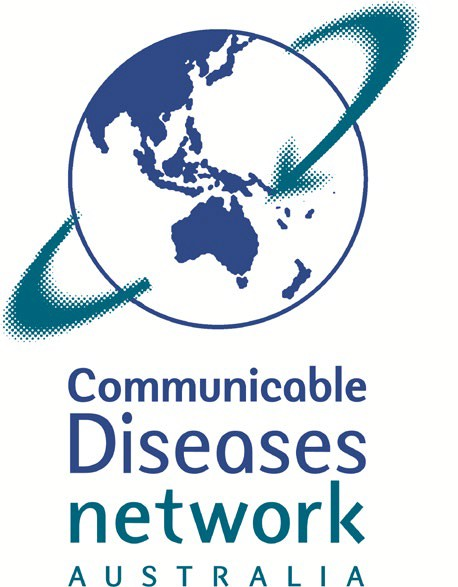 Communicable
Diseases
network
AUSTRALIA